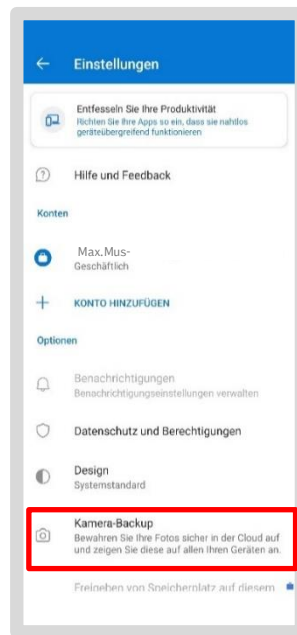 Einstellungen
Entfesseln Sie Ihre Produktivität
Richten Sie Ihre Apps so ein, dass sie nahtlos
geräteübergreifend funktionieren
Hilfe und Feedback
Konten
Max.Mus-
Geschäftlich
KONTO HINZUFÜGEN
Optionen
Benachrichtigungen
Benachrichtigungseinstellungen verwalten
Datenschutz und Berechtigungen
Design
Systemstandard
Kamera-Backup
Bewahren Sie Ihre Fotos sicher in der Cloud auf
und zeigen Sie diese auf allen Ihren Geräten an.
Freigeben von Speicherplatz auf diesem